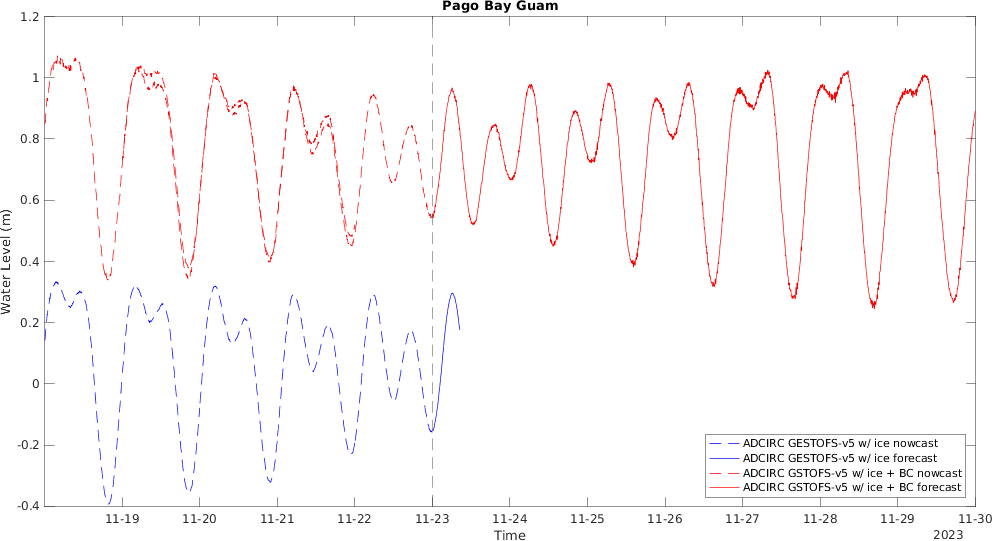 Pago Bay Guam
1.2
1
0.8
0.6
0.4
0.2
0
-0.2
-0.4
Water Level (m)
ADCIRC GESTOFS-v5 w/ ice nowcast
ADCIRC GESTOFS-v5 w/ ice forecast
ADCIRC GSTOFS-v5 w/ ice + BC nowcast
ADCIRC GSTOFS-v5 w/ ice + BC forecast
11-19 11-20 11-21 11-22 11-23 11-24 11-25 11-26 11-27 11-28 11-29 11-30
Time
2023